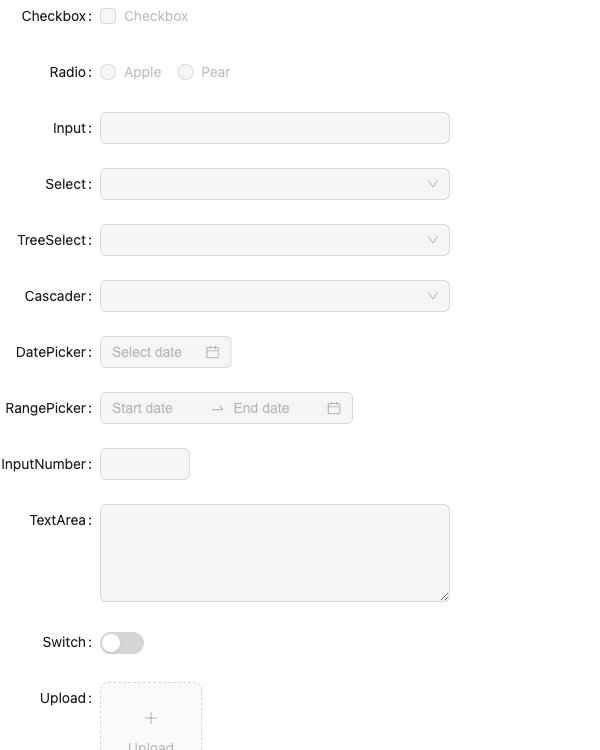 Checkbox: Checkbox
Radio: Apple Pear
Input:
Select:
TreeSelect:
Cascader:
DatePicker: Select date
RangePicker: Start date End date
InputNumber:
TextArea:
Switch:
Upload:
Upload